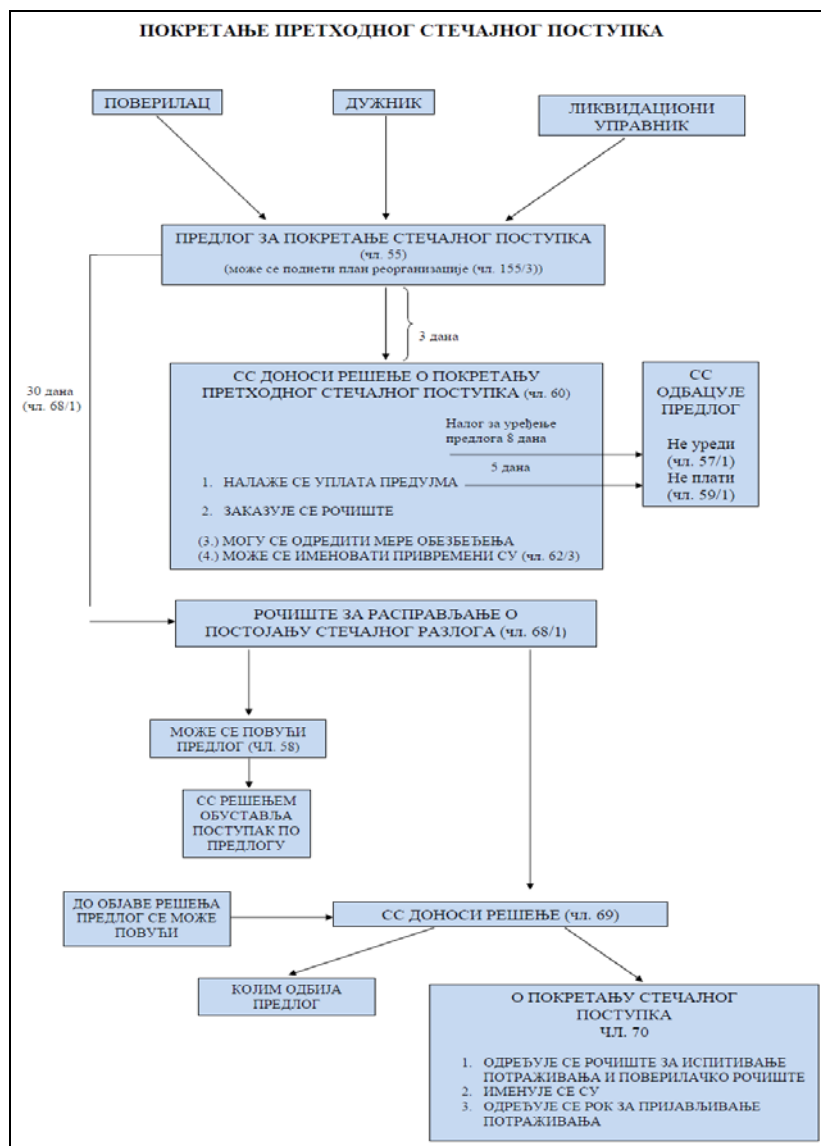 ПОКРЕТАЊЕ ПРЕТХОДНОГ СТЕЧАЈНОГ ПОСТУПКА
ПОВЕРИЛАЦ
ДУЖНИК
ЛИКВИДАЦИОНИ
УПРАВНИК
ПРЕДЛОГ ЗА ПОКРЕТАЊЕ СТЕЧАЈНОГ ПОСТУПКА
(чл. 55)
(може се поднети план реорганизације (чл. 155/3))
3 дана
30 дана
(чл. 68/1)
СС ДОНОСИ РЕШЕЊЕ О ПОКРЕТАЊУ
ПРЕТХОДНОГ СТЕЧАЈНОГ ПОСТУПКА (чл. 60)
Налог за уређење
предлога 8 дана
5 дана
1. НАЛАЖЕ СЕ УПЛАТА ПРЕДУЈМА
2. ЗАКАЗУЈЕ СЕ РОЧИШТЕ
(3.) МОГУ СЕ ОДРЕДИТИ МЕРЕ ОБЕЗБЕЂЕЊА
(4.) МОЖЕ СЕ ИМЕНОВАТИ ПРИВРЕМЕНИ СУ (чл. 62/3)
СС
ОДБАЦУЈЕ
ПРЕДЛОГ
Не уреди
(чл. 57/1)
Не плати
(чл. 59/1)
РОЧИШТЕ ЗА РАСПРАВЉАЊЕ О
ПОСТОЈАЊУ СТЕЧАЈНОГ РАЗЛОГА (чл. 68/1)
МОЖЕ СЕ ПОВУЋИ
ПРЕДЛОГ (ЧЛ. 58)
СС РЕШЕЊЕМ
ОБУСТАВЉА
ПОСТУПАК ПО
ПРЕДЛОГУ
ДО ОБЈАВЕ РЕШЕЊА
ПРЕДЛОГ СЕ МОЖЕ
ПОВУЋИ
СС ДОНОСИ РЕШЕЊЕ (чл. 69)
КОЈИМ ОДБИЈА
ПРЕДЛОГ
О ПОКРЕТАЊУ СТЕЧАЈНОГ
ПОСТУПКА
ЧЛ. 70
1. ОДРЕЂУЈЕ СЕ РОЧИШТЕ ЗА ИСПИТИВАЊЕ
ПОТРАЖИВАЊА И ПОВЕРИЛАЧКО РОЧИШТЕ
2. ИМЕНУЈЕ СЕ СУ
3. ОДРЕЂУЈЕ СЕ РОК ЗА ПРИЈАВЉИВАЊЕ
ПОТРАЖИВАЊА